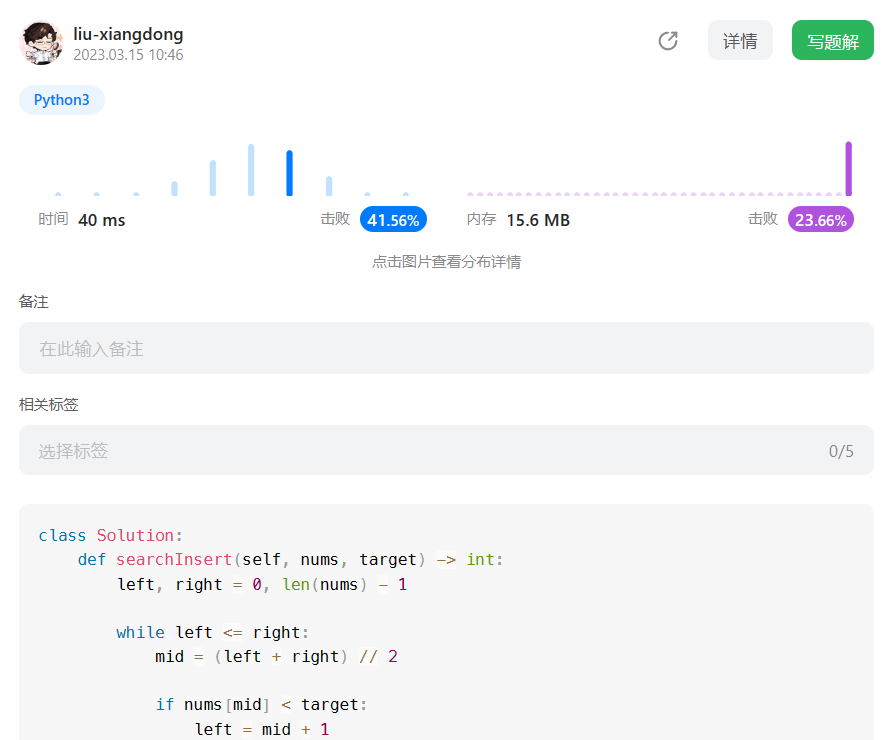 liu-xiangdong
2023.03.15 10:46
详情
写题解
Python3
时间 40 ms 击败 41.56% 内存 15.6 MB 击败 23.66%
点击图片查看分布详情
备注
在此输入备注
相关标签
选择标签 0/5
class Solution:
    def searchInsert(self, nums, target) -> int:
        left, right = 0, len(nums) - 1

        while left <= right:
            mid = (left + right) // 2

            if nums[mid] < target:
                left = mid + 1